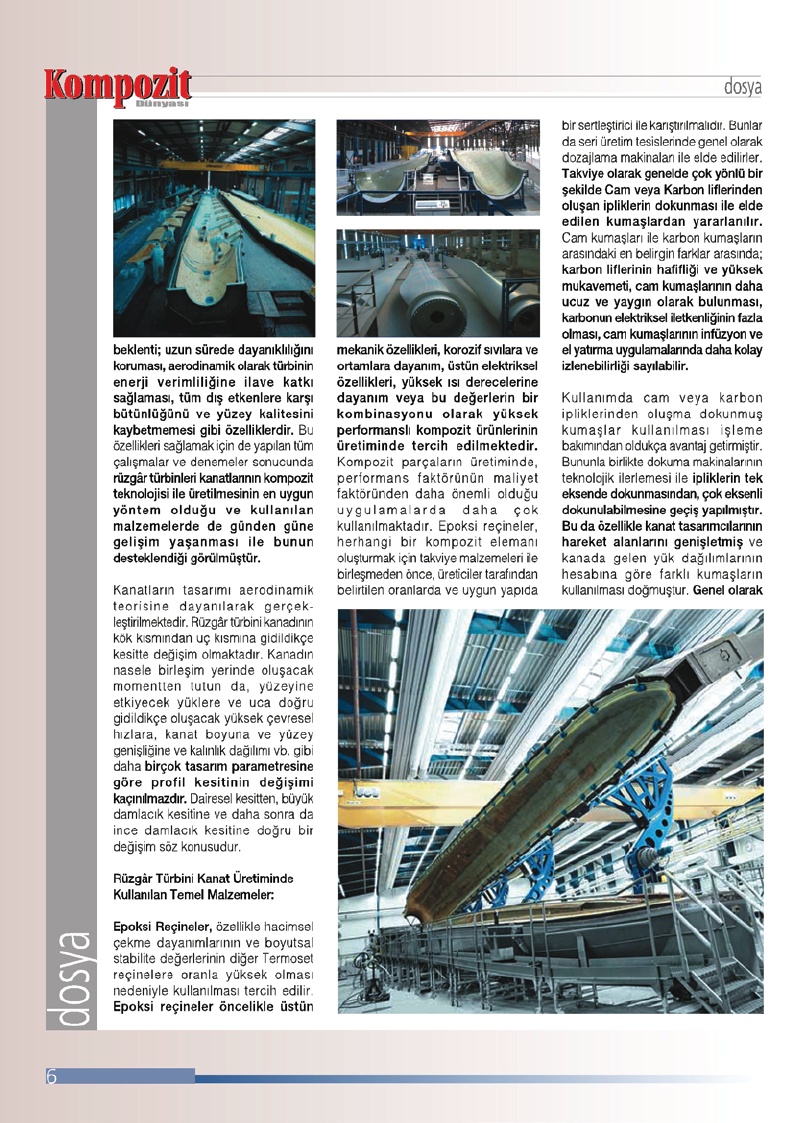 Kompozit
Dünyası
dosya
beklenti; uzun sürede dayanıklılığını
koruması, aerodinamik olarak türbinin
enerji verimliliğine ilave katkı
sağlaması, tüm dış etkenlere karşı
bütünlüğünü ve yüzey kalitesini
kaybetmemesi gibi özelliklerdir. Bu
özellikleri sağlamak için de yapılan tüm
çalışmalar ve denemeler sonucunda
rüzgâr türbinleri kanatlarının kompozit
teknolojisi ile üretilmesinin en uygun
yöntem olduğu ve kullanılan
malzemelerde de günden güne
gelişim yaşanması ile bunun
desteklendiği görülmüştür.
Kanatların tasarımı aerodinamik
teorisine dayanılarak gerçek-
leştirilmektedir. Rüzgâr türbini kanadının
kök kısmından uç kısmına gidildikçe
kesitte değişim olmaktadır. Kanadın
nasele birleşim yerinde oluşacak
momentten tutun da, yüzeyine
etkiyecek yüklere ve uca doğru
gidildikçe oluşacak yüksek çevresel
hızlara, kanat boyuna ve yüzey
genişliğine ve kalınlık dağılımı vb. gibi
daha birçok tasarım parametresine
göre profil kesitinin değişimi
kaçınılmazdır. Dairesel kesitten, büyük
damlacık kesitine ve daha sonra da
ince damlacık kesitine doğru bir
değişim söz konusudur.
Rüzgâr Türbini Kanat Üretiminde
Kullanılan Temel Malzemeler:
Epoksi Reçineler, özellikle hacimsel
çekme dayanımlarının ve boyutsal
stabilite değerlerinin diğer Termoset
reçinelere oranla yüksek olması
nedeniyle kullanılması tercih edilir.
Epoksi reçineler öncelikle üstün
mekanik özellikleri, korozif sıvılara ve
ortamlara dayanım, üstün elektriksel
özellikleri, yüksek ısı derecelerine
dayanım veya bu değerlerin bir
kombinasyonu olarak yüksek
performanslı kompozit ürünlerinin
üretiminde tercih edilmektedir.
Kompozit parçaların üretiminde,
performans faktörünün maliyet
faktöründen daha önemli olduğu
uygulamalarda daha çok
kullanılmaktadır. Epoksi reçineler,
herhangi bir kompozit elemanı
oluşturmak için takviye malzemeleri ile
birleşmeden önce, üreticiler tarafından
belirtilen oranlarda ve uygun yapıda
bir sertleştirici ile karıştırılmalıdır. Bunlar
da seri üretim tesislerinde genel olarak
dozajlama makinaları ile elde edilirler.
Takviye olarak genelde çok yönlü bir
şekilde Cam veya Karbon liflerinden
oluşan ipliklerin dokunması ile elde
edilen kumaşlardan yararlanılır.
Cam kumaşları ile karbon kumaşların
arasındaki en belirgin farklar arasında;
karbon liflerinin hafifliği ve yüksek
mukavemeti, cam kumaşlarının daha
ucuz ve yaygın olarak bulunması,
karbonun elektriksel iletkenliğinin fazla
olması, cam kumaşlarının infüzyon ve
el yatırma uygulamalarında daha kolay
izlenebilirliği sayılabilir.
Kullanımda cam veya karbon
ipliklerinden oluşma dokunmuş
kumaşlar kullanılması işleme
bakımından oldukça avantaj getirmiştir.
Bununla birlikte dokuma makinalarının
teknolojik ilerlemesi ile ipliklerin tek
eksende dokunmasından, çok eksenli
dokunulabilmesine geçiş yapılmıştır.
Bu da özellikle kanat tasarımcılarının
hareket alanlarını genişletmiş ve
kanada gelen yük dağılımlarının
hesabına göre farklı kumaşların
kullanılması doğmuştur. Genel olarak
dosya
6